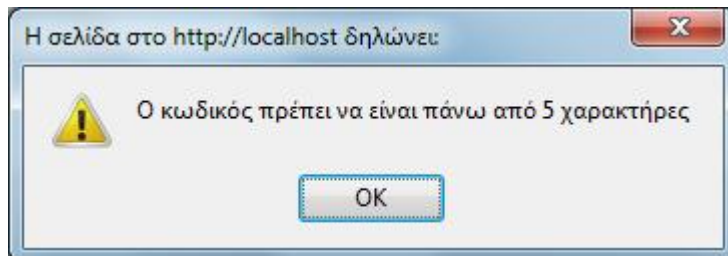 Η σελίδα στο http://localhost δηλώνει:
Ο κωδικός πρέπει να είναι πάνω από 5 χαρακτήρες
OK